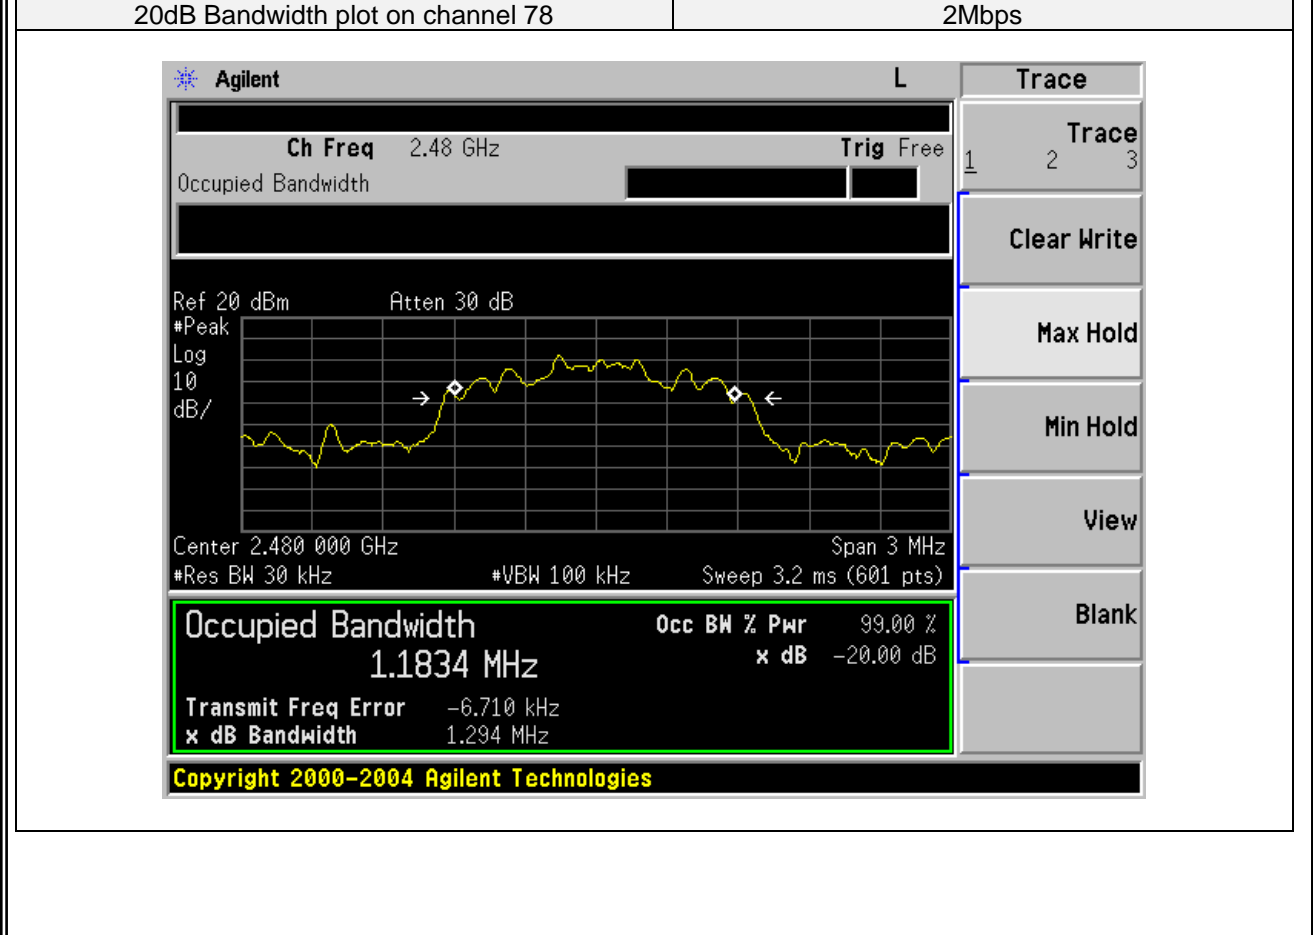 20dB Bandwidth plot on channel 78 2Mbps
Agilent L Trace
Ch Freq 2.48 GHz Trig Free
Occupied Bandwidth
Trace
1 2 3
Clear Write
Max Hold
Min Hold
View
Blank
Ref 20 dBm Atten 30 dB
#Peak
Log
10
dB/
Center 2.480 000 GHz Span 3 MHz
#Res BW 30 kHz #VBW 100 kHz Sweep 3.2 ms (601 pts)
Occupied Bandwidth Occ BW % Pwr 99.00 %
1.1834 MHz x dB -20.00 dB
Transmit Freq Error -6.710 kHz
x dB Bandwidth 1.294 MHz
Copyright 2000-2004 Agilent Technologies